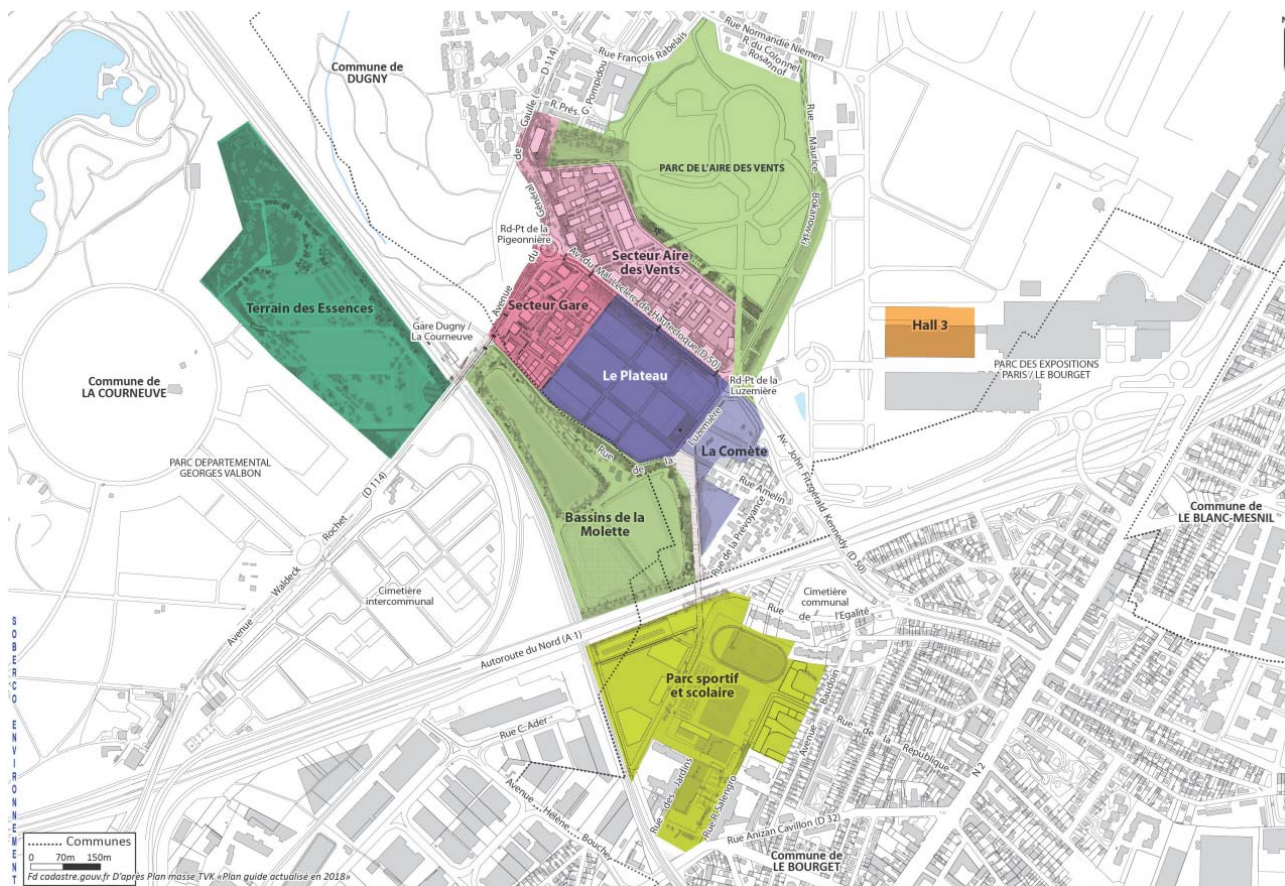 Commune de
DUGNY
Rue François Rabelais
Rue Normandie Niemen
R du Colonnel
Rosannof
R. Prés. G. Pompidou
Avenue du Général de Gaulle (D 114)
PARC DE L'AIRE DES VENTS
Rue Maurice Bokanowski
Rd-Pt de la
Pigeonnière
Secteur Aire
des Vents
Av. du Mal Leclerc de Hauteclocque (D 50)
Secteur Gare
Terrain des Essences
Gare Dugny /
La Courneuve
Hall 3
PARC DES EXPOSITIONS
PARIS / LE BOURGET
Le Plateau
Rd-Pt de la
Luzemière
Commune de
LA COURNEUVE
Rue de la Luzemière
La Comète
Av. John Fitzgérald Kennedy (D 50)
PARC DEPARTEMENTAL
GEORGES VALBON
Rue Amelin
Rue de la Prévoyance
Bassins de la
Molette
Commune de
LE BLANC-MESNIL
Avenue Waldeck Rochet (D 114)
Cimetière
intercommunal
Cimetière
communal
Rue de l'Egalité
Autoroute du Nord (A 1)
Parc sportif
et scolaire
Avenue Baudoin
Rue de la République
Rue C. Ader
N 2
Rue des Jardins
Rue R. Salengro
Avenue Hélène Boucher
Rue Anizan Cavillon (D 32)
Commune de
LE BOURGET
SOBERCO ENVIRONNEMENT
Communes
0 70m 150m
Fd cadastre.gouv.fr D'après Plan masse TVK «Plan guide actualisé en 2018»